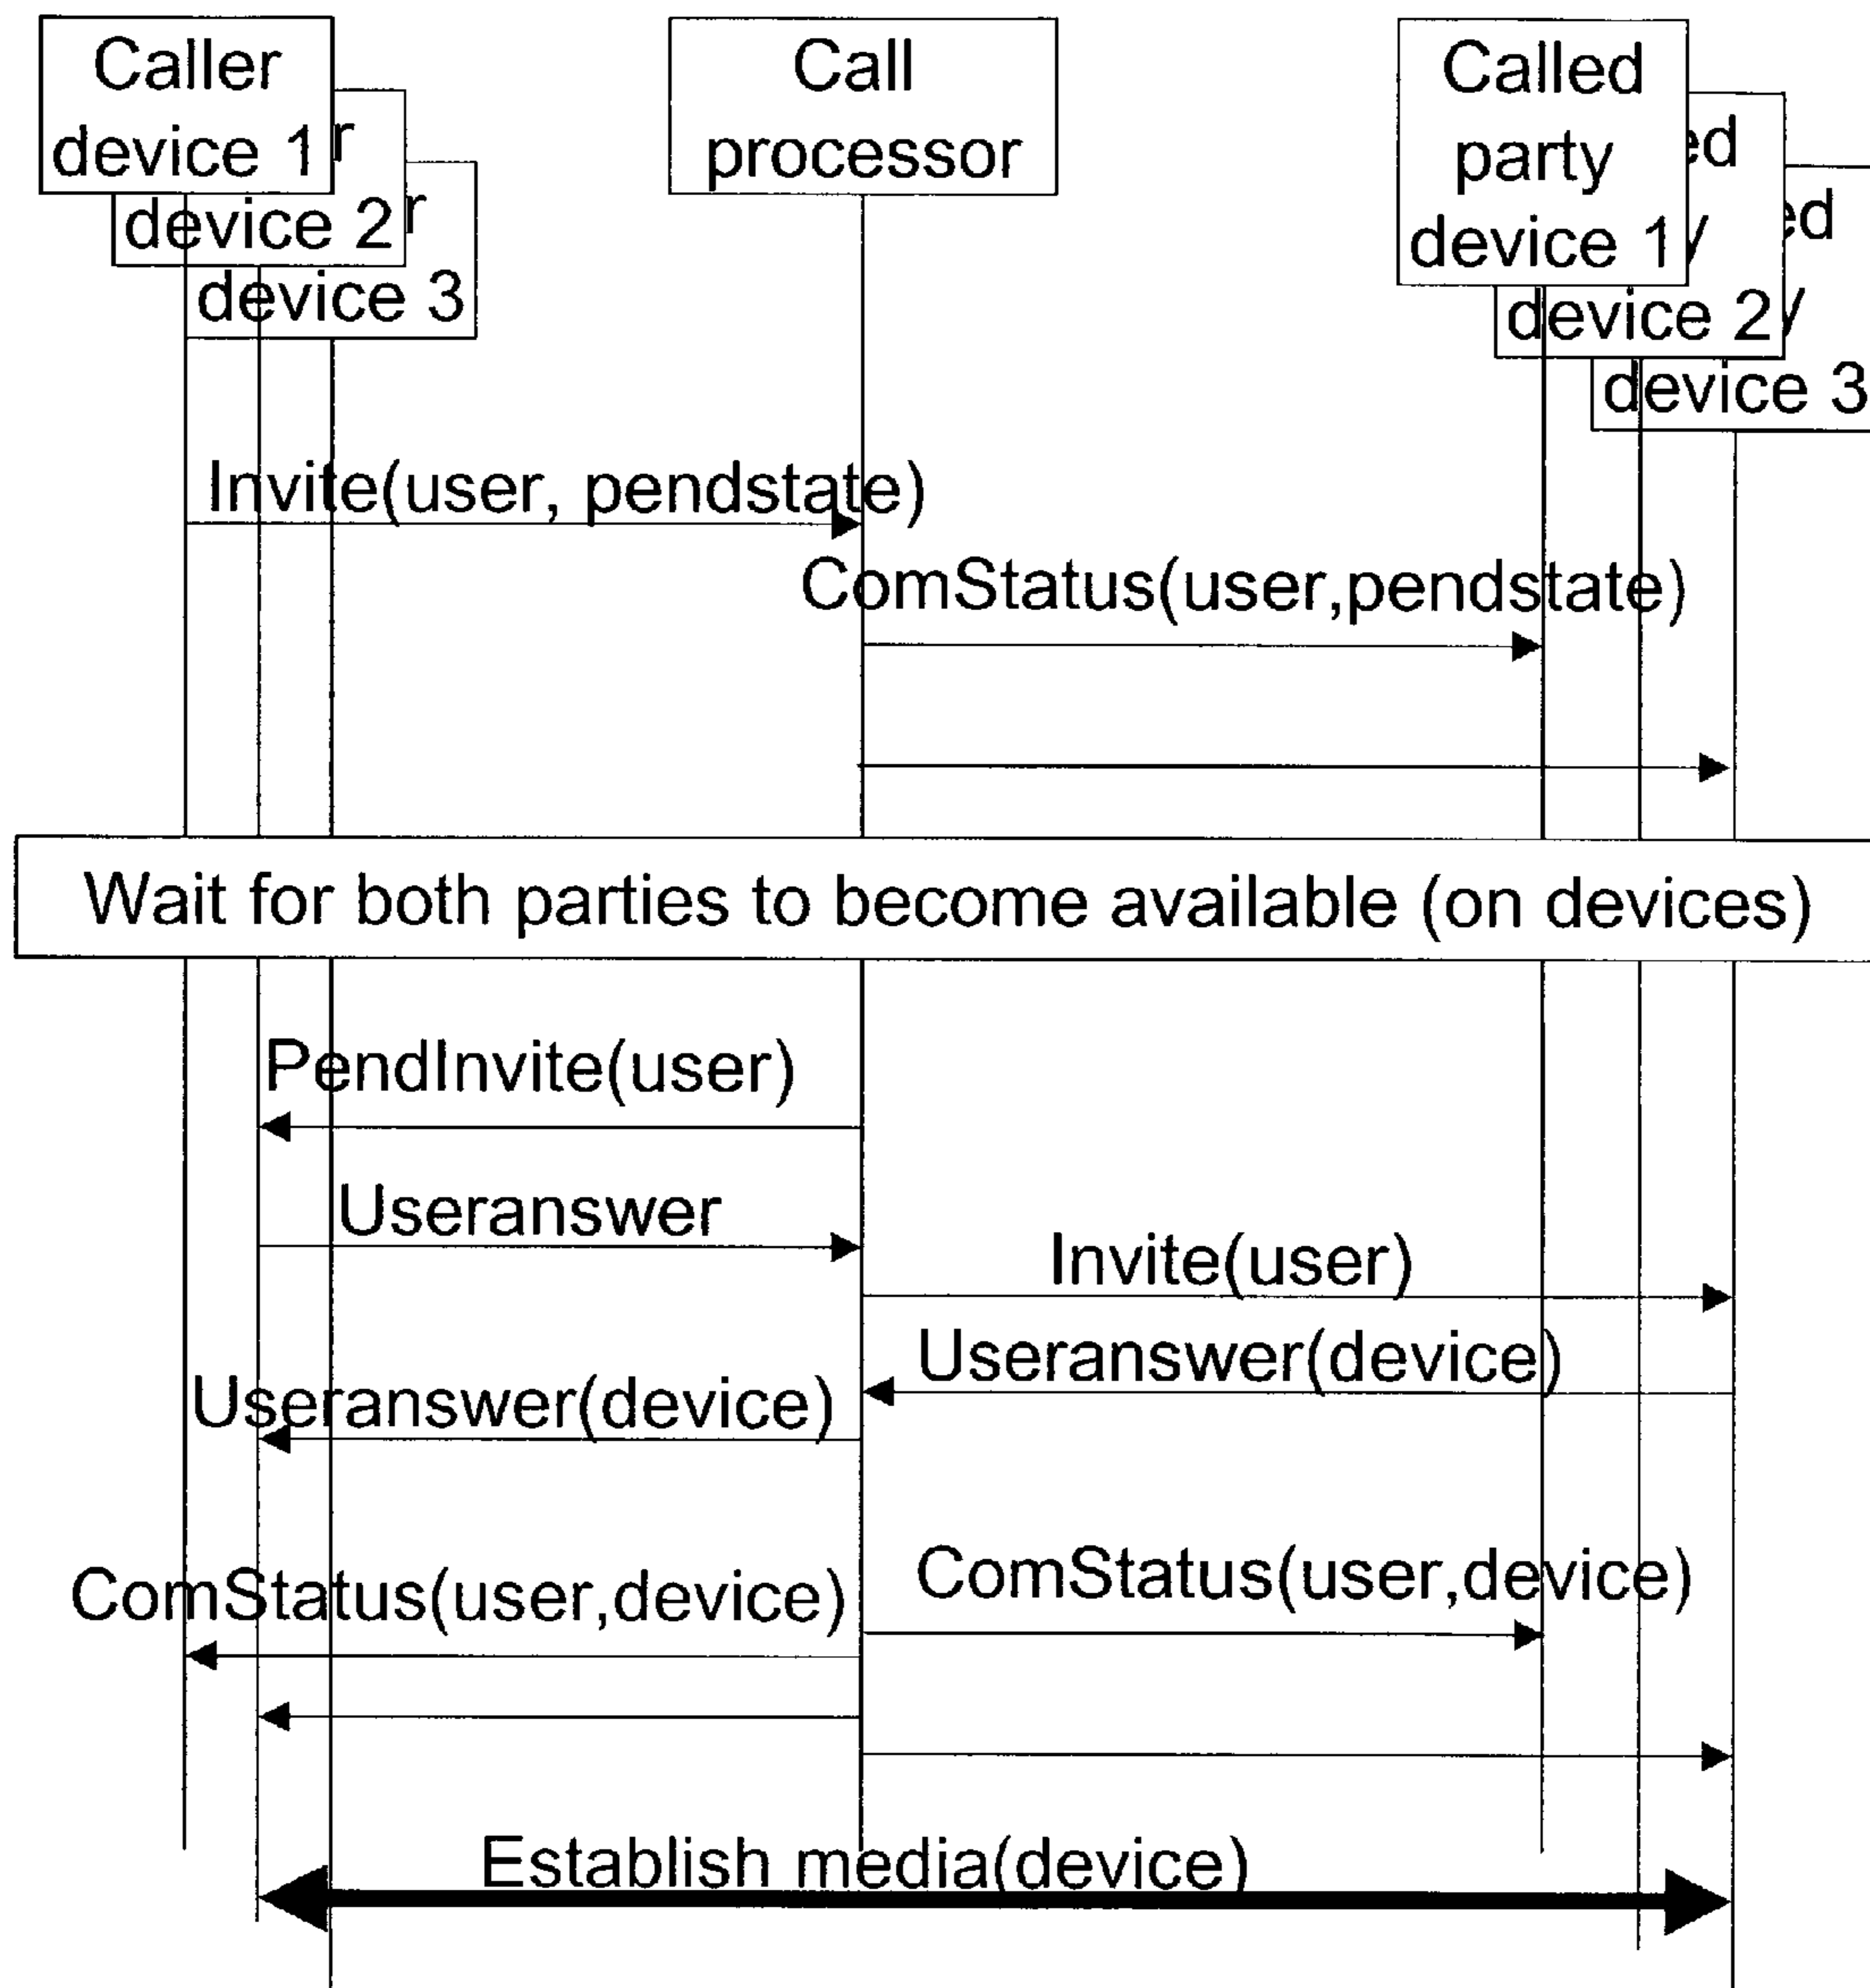 Caller
device 1
r
device 2
r
device 3
Call
processor
Called
party
device 1
ed
y
device 2
ed
y
device 3
Invite(user, pendstate)
ComStatus(user,pendstate)
Wait for both parties to become available (on devices)
PendInvite(user)
Useranswer
Invite(user)
Useranswer(device)
Useranswer(device)
ComStatus(user,device)
ComStatus(user,device)
Establish media(device)